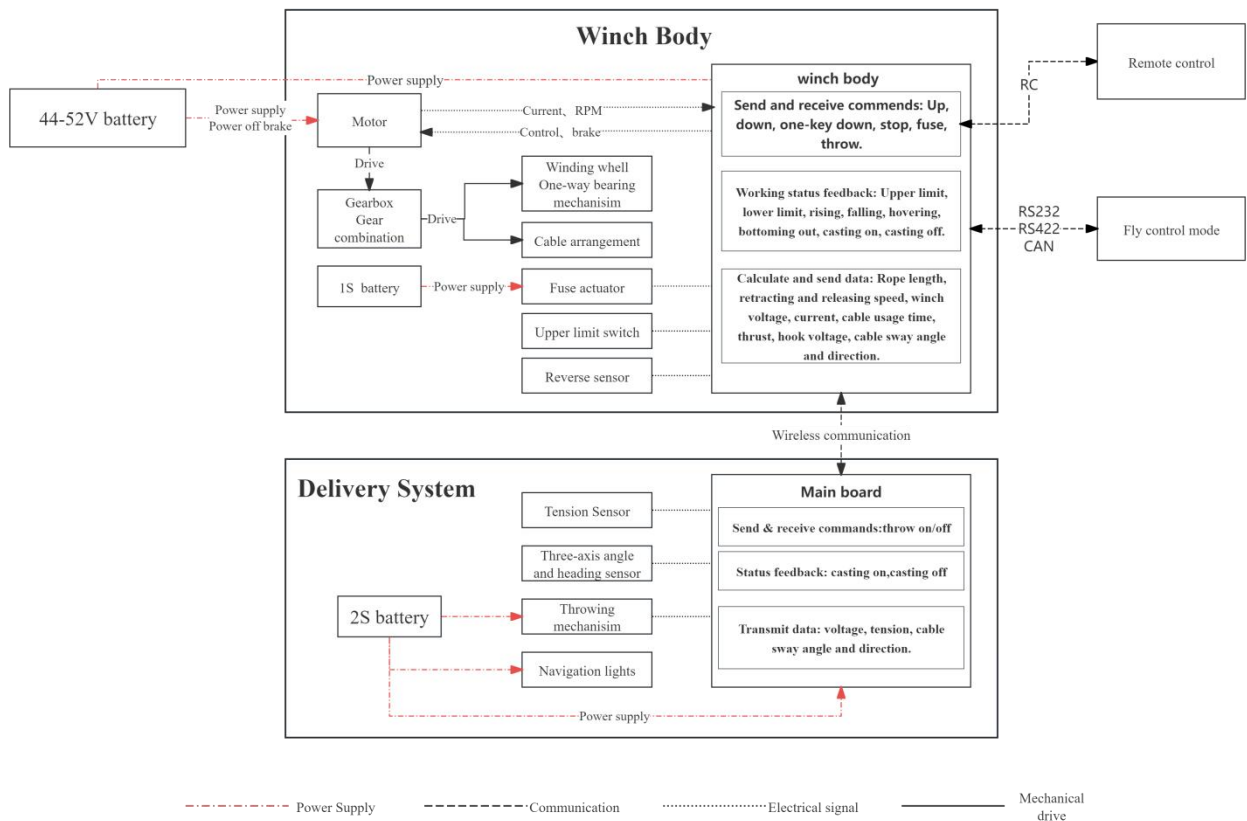 Winch Body
Power supply
44-52V battery
Power supply
Power off brake
Motor
Current、RPM
Control、brake
Drive
Gearbox
Gear
combination
Drive
Winding whell
One-way bearing
mechanisim
Cable arrangement
1S battery
Power supply
Fuse actuator
Upper limit switch
Reverse sensor
winch body
Send and receive commends: Up,
down, one-key down, stop, fuse,
throw.
Working status feedback: Upper limit,
lower limit, rising, falling, hovering,
bottoming out, casting on, casting off.
Calculate and send data: Rope length,
retracting and releasing speed, winch
voltage, current, cable usage time,
thrust, hook voltage, cable sway angle
and direction.
RC
Remote control
RS232
RS422
CAN
Fly control mode
Wireless communication
Delivery System
Tension Sensor
Three-axis angle
and heading sensor
2S battery
Throwing
mechanisim
Navigation lights
Power supply
Main board
Send & receive commands:throw on/off
Status feedback: casting on,casting off
Transmit data: voltage, tension, cable
sway angle and direction.
Power Supply
Communication
Electrical signal
Mechanical
drive